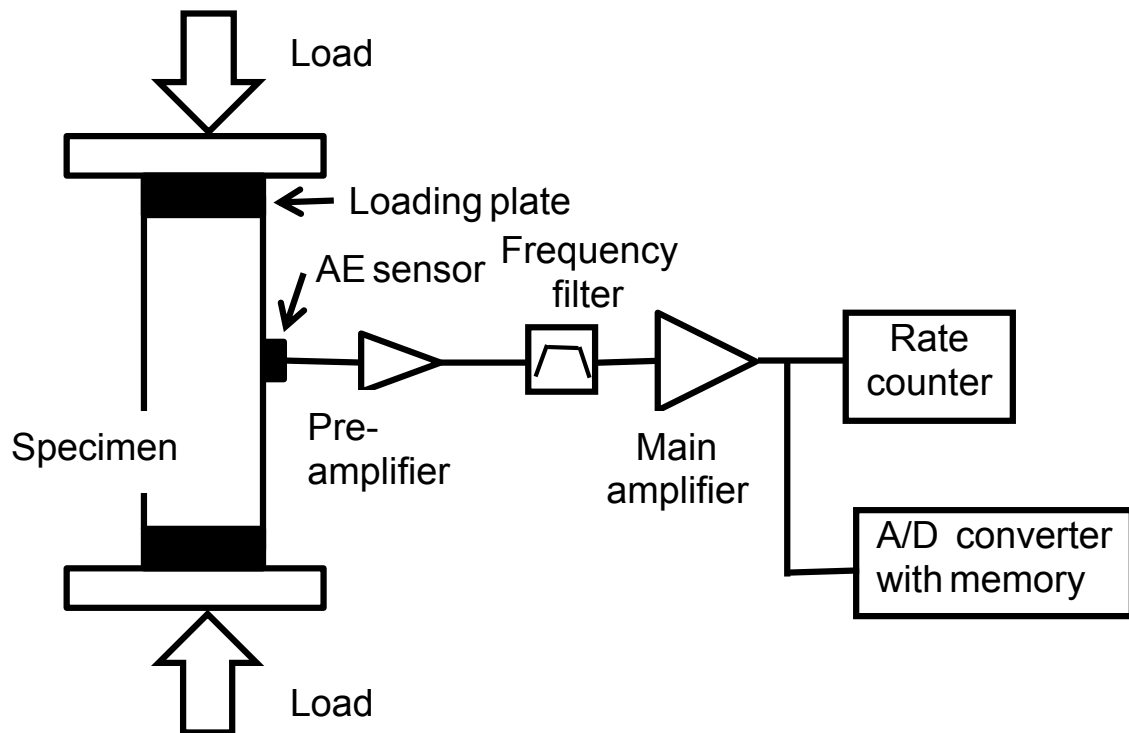 Load
Loading plate
AE sensor
Frequency
filter
Rate
counter
Specimen
Pre-
amplifier
Main
amplifier
A/D converter
with memory
Load